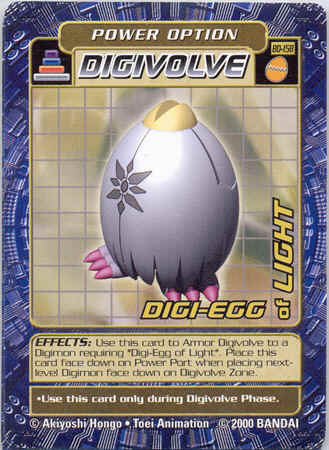 POWER OPTION
DIGIVOLVE
BO-158
DIGI-EGG of LIGHT
EFFECTS: Use this card to Armor Digivolve to a
Digimon requiring "Digi-Egg of Light". Place this
card face down on Power Port when placing next-
level Digimon face down on Digivolve Zone.
•Use this card only during Digivolve Phase.
© Akiyoshi Hongo • Toei Animation © 2000 BANDAI